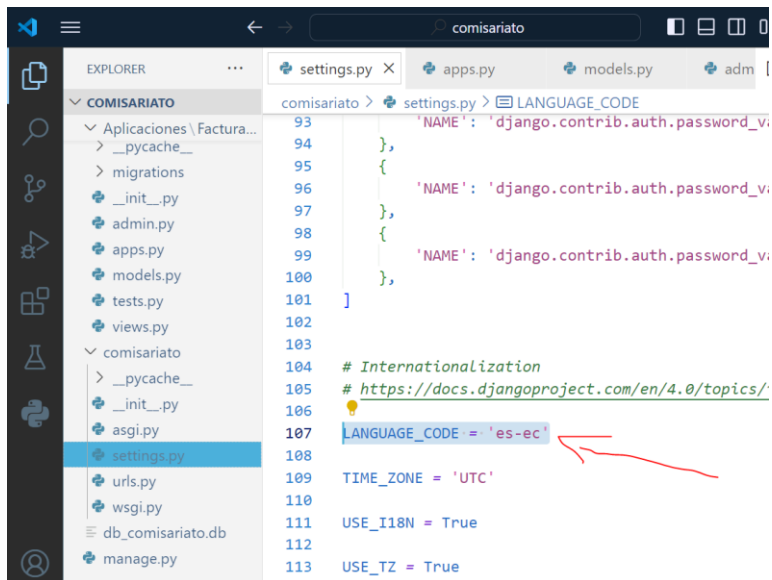 comisariato
EXPLORER ...
settings.py
apps.py
models.py
adm
COMISARIATO
comisariato > settings.py > LANGUAGE_CODE
Aplicaciones\Factura...
__pycache__
migrations
__init__.py
admin.py
apps.py
models.py
tests.py
views.py
comisariato
__pycache__
__init__.py
asgi.py
settings.py
urls.py
wsgi.py
db_comisariato.db
manage.py
93 'NAME': 'django.contrib.auth.password_va
94 },
95 {
96 'NAME': 'django.contrib.auth.password_va
97 },
98 {
99 'NAME': 'django.contrib.auth.password_va
100 },
101 ]
102
103
104 # Internationalization
105 # https://docs.djangoproject.com/en/4.0/topics/
106
107 LANGUAGE_CODE = 'es-ec'
108
109 TIME_ZONE = 'UTC'
110
111 USE_I18N = True
112
113 USE_TZ = True